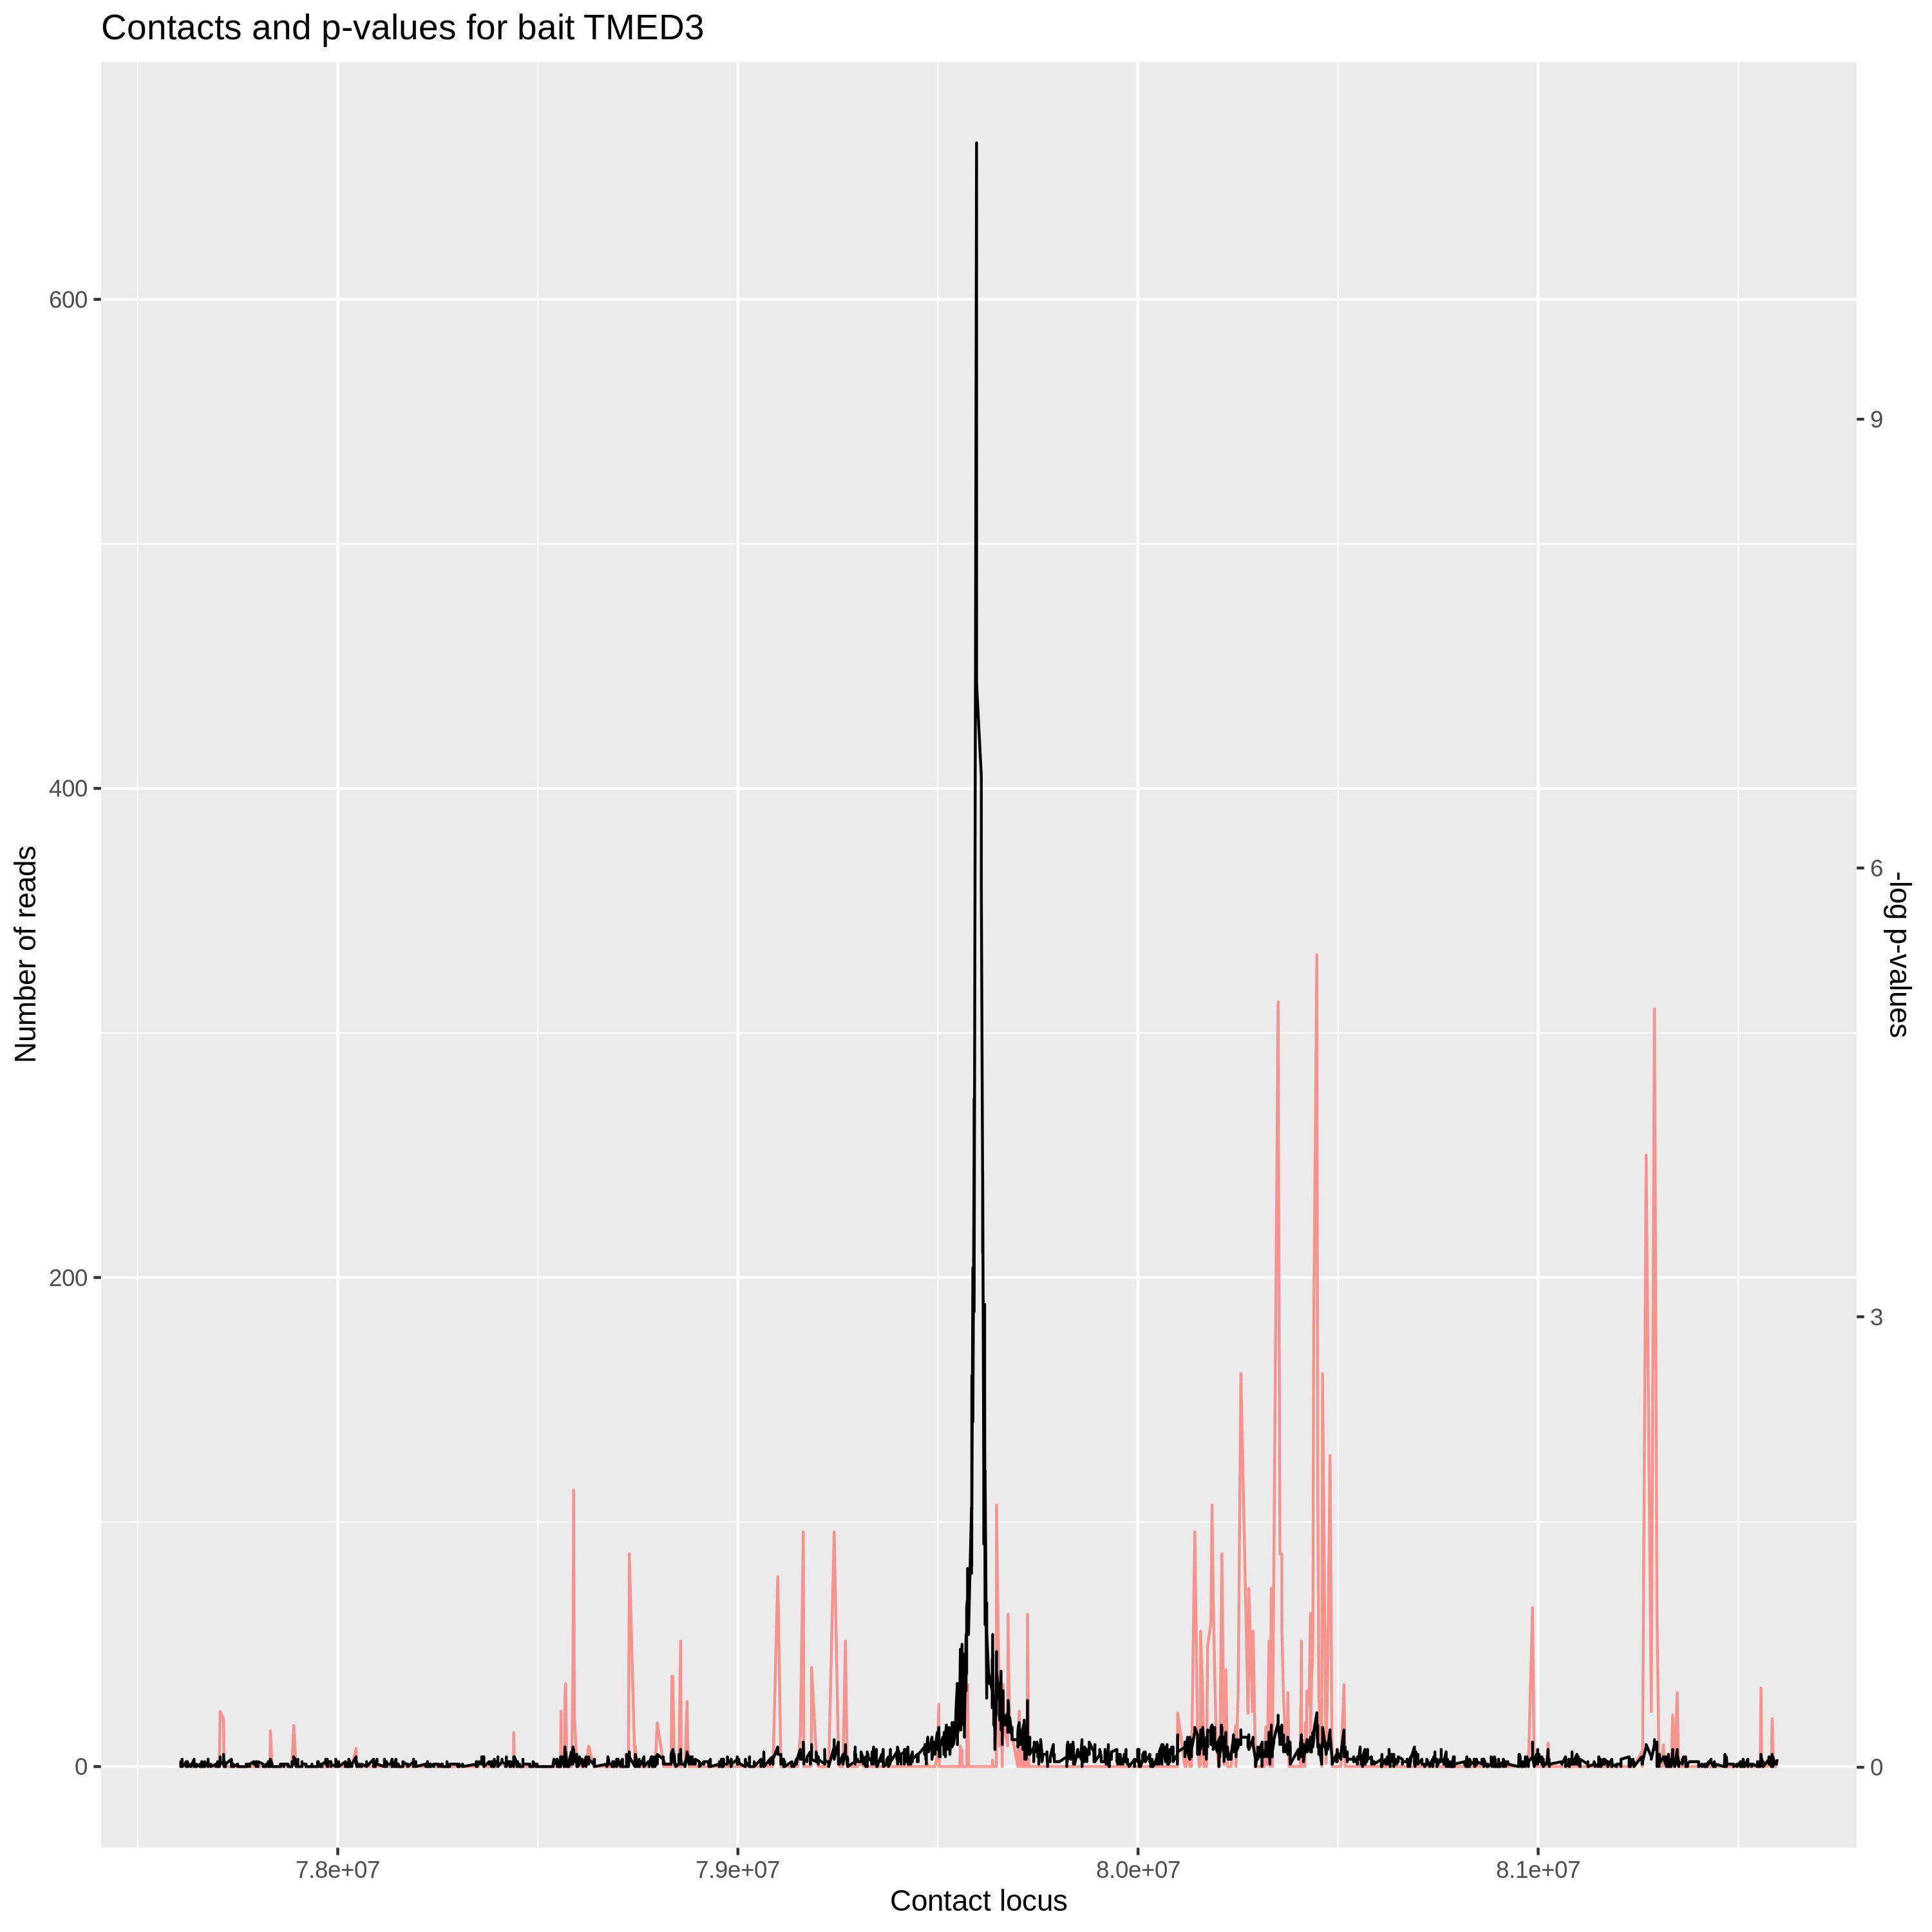 Contacts and p-values for bait TMED3
600
400
200
0
Number of reads
9
6
3
0
-log p-values
7.8e+07
7.9e+07
8.0e+07
8.1e+07
Contact locus